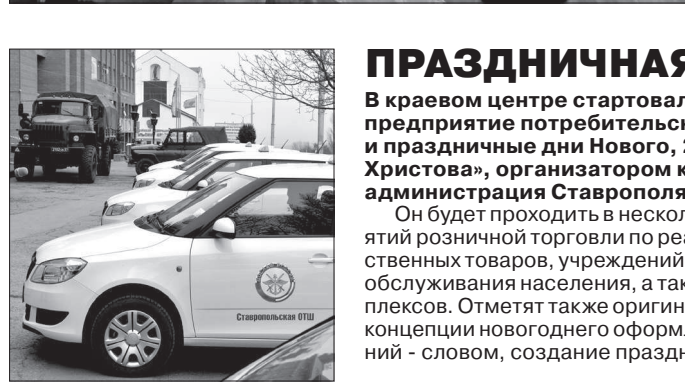 Ставропольская ОТШ
ПРАЗДНИЧНАЯ
В краевом центре стартовал
предприятие потребительск
и праздничные дни Нового, 2
Христова», организатором к
администрация Ставрополя
Он будет проходить в нескол
ятий розничной торговли по реа
ственных товаров, учреждений
обслуживания населения, а так
плексов. Отметят также оригин
концепции новогоднего оформ
ний - словом, создание праздн